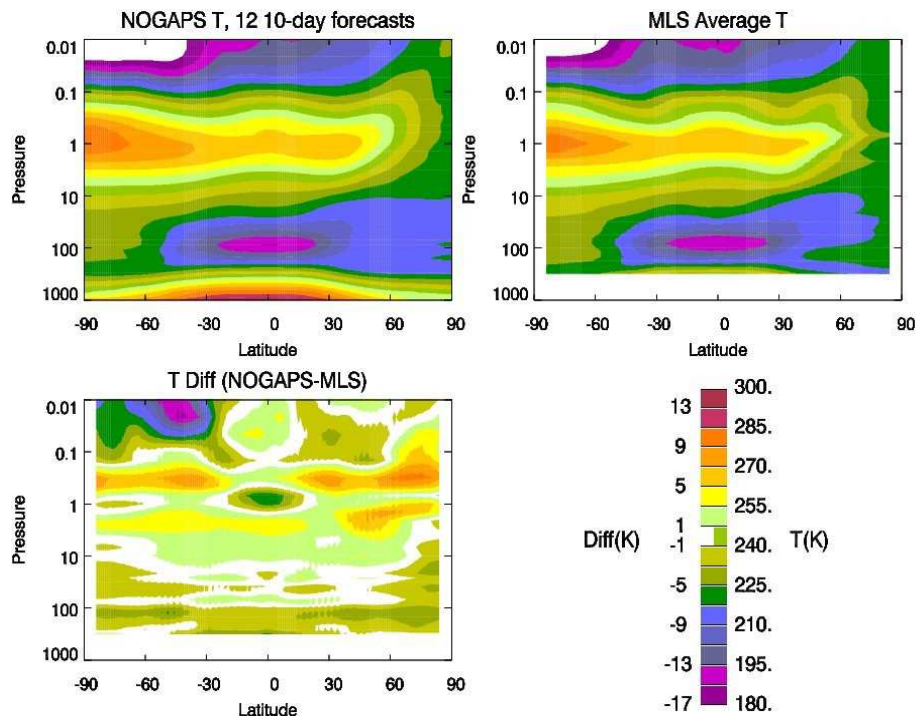 NOGAPS T, 12 10-day forecasts
Pressure
0.01
0.1
1
10
100
1000
-90 -60 -30 0 30 60 90
Latitude
MLS Average T
Pressure
0.01
0.1
1
10
100
1000
-90 -60 -30 0 30 60 90
Latitude
T Diff (NOGAPS-MLS)
Pressure
0.01
0.1
1
10
100
1000
-90 -60 -30 0 30 60 90
Latitude
Diff(K)
13
9
5
1
-1
-5
-9
-13
-17
300.
285.
270.
255.
240.
225.
210.
195.
180.
T(K)